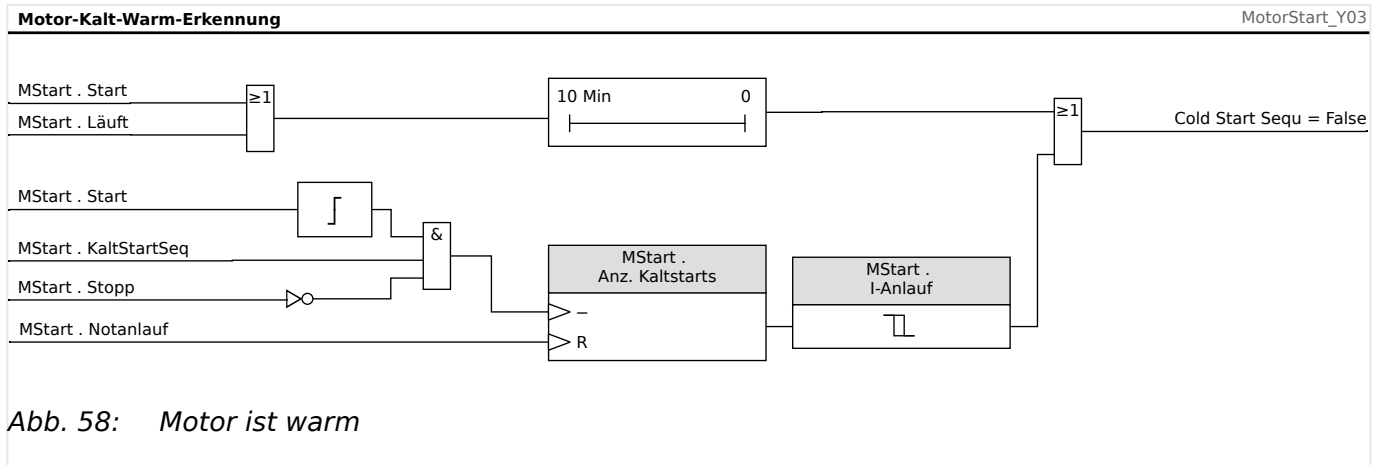 Motor-Kalt-Warm-Erkennung
MotorStart_Y03
MStart . Start
MStart . Läuft
≥1
10 Min 0
≥1
Cold Start Sequ = False
MStart . Start
MStart . KaltStartSeq
MStart . Stopp
MStart . Notanlauf
&
MStart .
Anz. Kaltstarts
−
R
MStart .
I-Anlauf
Abb. 58: Motor ist warm